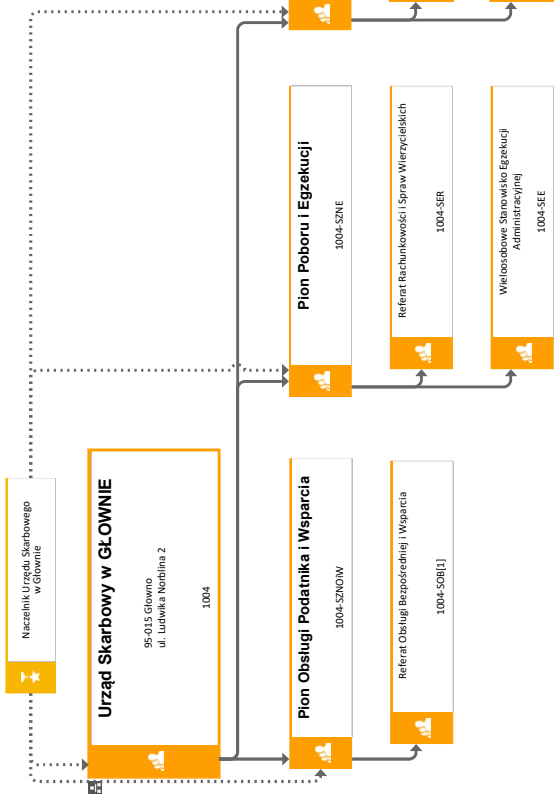 Naczelnik Urzędu Skarbowego
w Głownie
Urząd Skarbowy w GŁOWNIE
95-015 Głowno
ul. Ludwika Norblina 2
1004
Pion Obsługi Podatnika i Wsparcia
1004-SZNOIW
Referat Obsługi Bezpośredniej i Wsparcia
1004-SOB[1]
Pion Poboru i Egzekucji
1004-SZNE
Referat Rachunkowości i Spraw Wierzycielskich
1004-SER
Wieloosobowe Stanowisko Egzekucji
Administracyjnej
1004-SEE